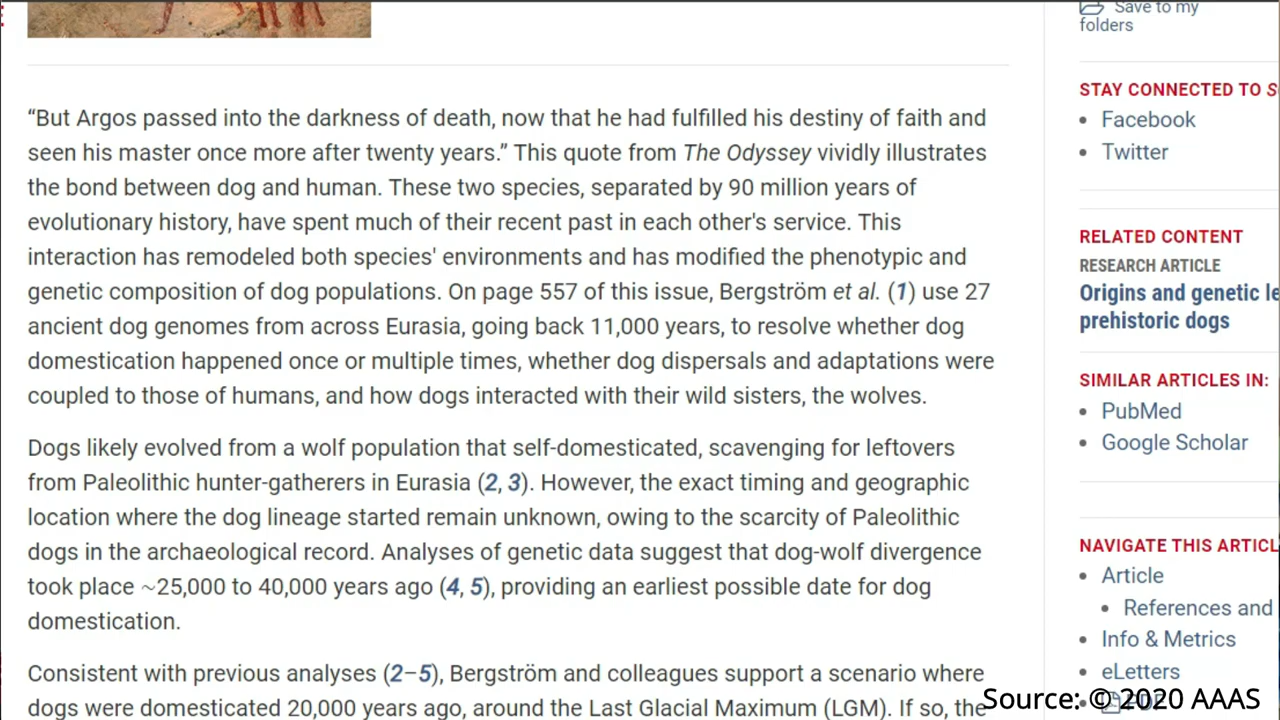 “But Argos passed into the darkness of death, now that he had fulfilled his destiny of faith and
seen his master once more after twenty years.” This quote from The Odyssey vividly illustrates
the bond between dog and human. These two species, separated by 90 million years of
evolutionary history, have spent much of their recent past in each other's service. This
interaction has remodeled both species' environments and has modified the phenotypic and
genetic composition of dog populations. On page 557 of this issue, Bergström et al. (1) use 27
ancient dog genomes from across Eurasia, going back 11,000 years, to resolve whether dog
domestication happened once or multiple times, whether dog dispersals and adaptations were
coupled to those of humans, and how dogs interacted with their wild sisters, the wolves.
Dogs likely evolved from a wolf population that self-domesticated, scavenging for leftovers
from Paleolithic hunter-gatherers in Eurasia (2, 3). However, the exact timing and geographic
location where the dog lineage started remain unknown, owing to the scarcity of Paleolithic
dogs in the archaeological record. Analyses of genetic data suggest that dog-wolf divergence
took place ~25,000 to 40,000 years ago (4, 5), providing an earliest possible date for dog
domestication.
Consistent with previous analyses (2–5), Bergström and colleagues support a scenario where
dogs were domesticated 20,000 years ago, around the Last Glacial Maximum (LGM). If so, the
Save to my
folders
STAY CONNECTED TO S
Facebook
Twitter
RELATED CONTENT
RESEARCH ARTICLE
Origins and genetic le
prehistoric dogs
SIMILAR ARTICLES IN:
PubMed
Google Scholar
NAVIGATE THIS ARTICL
Article
References and
Info & Metrics
eLetters
PDF
Source: © 2020 AAAS